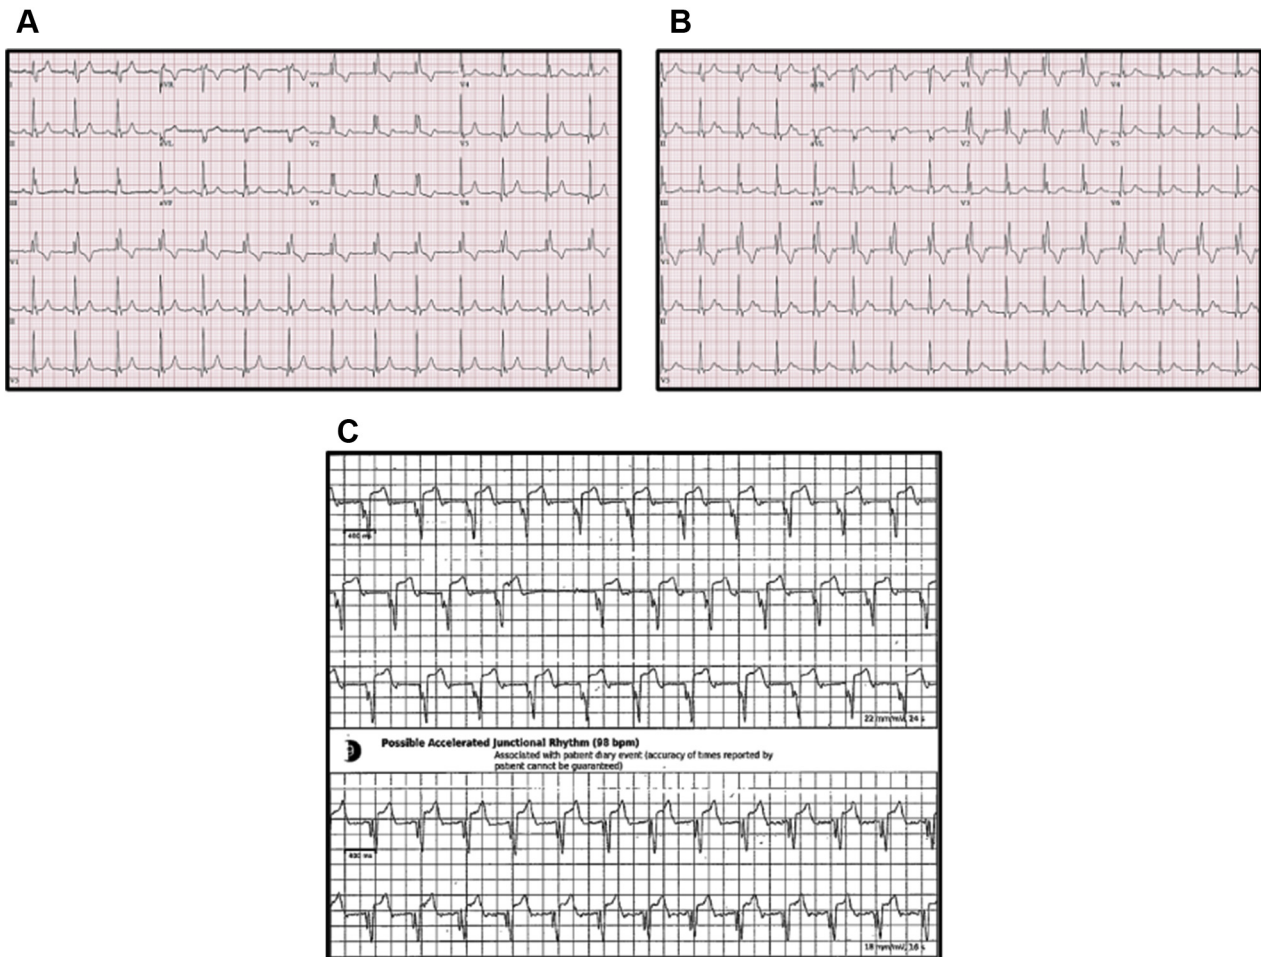 A
B
I aVR V1 V4
II aVL V2 V5
III aVF V3 V6
V1
II
V5
I aVR V1 V4
II aVL V2 V5
III aVF V3 V6
V1
II
V5
C
400 ms
22 mm/mV, 24 s
Possible Accelerated Junctional Rhythm (98 bpm)
Associated with patient diary event (accuracy of times reported by
patient cannot be guaranteed)
400 ms
18 mm/mV, 16 s